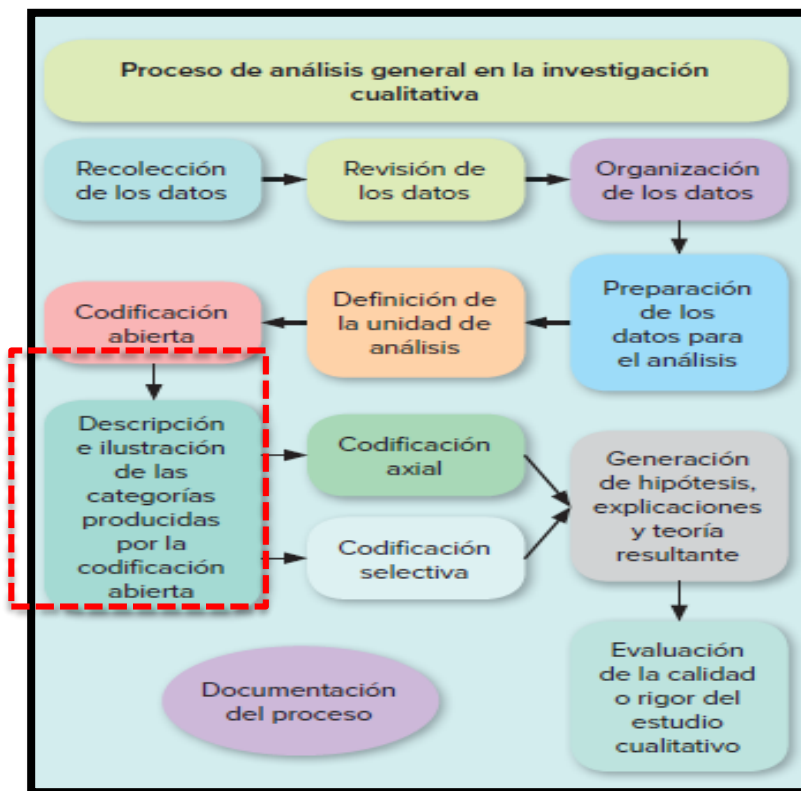 Proceso de análisis general en la investigación
cualitativa
Recolección
de los datos
Revisión de
los datos
Organización
de los datos
Preparación
de los
datos para
el análisis
Definición de
la unidad de
análisis
Codificación
abierta
Descripción
e ilustración
de las
categorías
producidas
por la
codificación
abierta
Codificación
axial
Codificación
selectiva
Generación
de hipótesis,
explicaciones
y teoría
resultante
Evaluación
de la calidad
o rigor del
estudio
cualitativo
Documentación
del proceso